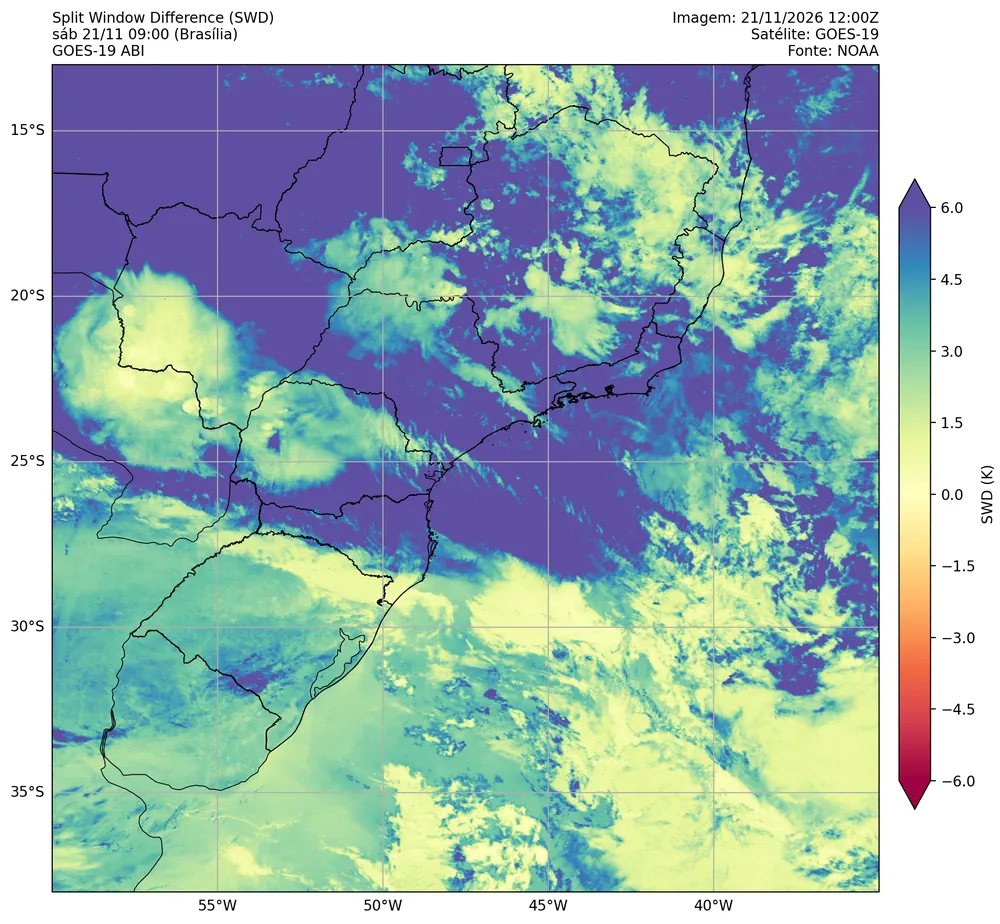 Split Window Difference (SWD)
sáb 21/11 09:00 (Brasília)
GOES-19 ABI
Imagem: 21/11/2026 12:00Z
Satélite: GOES-19
Fonte: NOAA
15°S
20°S
25°S
30°S
35°S
55°W
50°W
45°W
40°W
6.0
4.5
3.0
1.5
0.0
−1.5
−3.0
−4.5
−6.0
SWD (K)